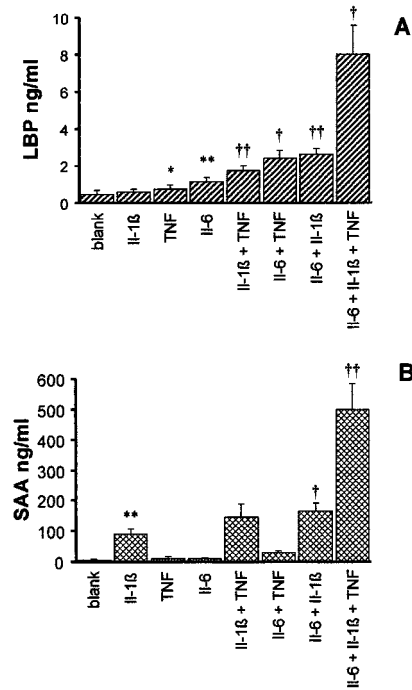 A
LBP ng/ml
10
8
6
4
2
0
*
**
††
†
††
†
blank
Il-1ß
TNF
Il-6
Il-1ß + TNF
Il-6 + TNF
Il-6 + Il-1ß
Il-6 + Il-1ß + TNF
B
SAA ng/ml
600
500
400
300
200
100
0
**
†
††
blank
Il-1ß
TNF
Il-6
Il-1ß + TNF
Il-6 + TNF
Il-6 + Il-1ß
Il-6 + Il-1ß + TNF